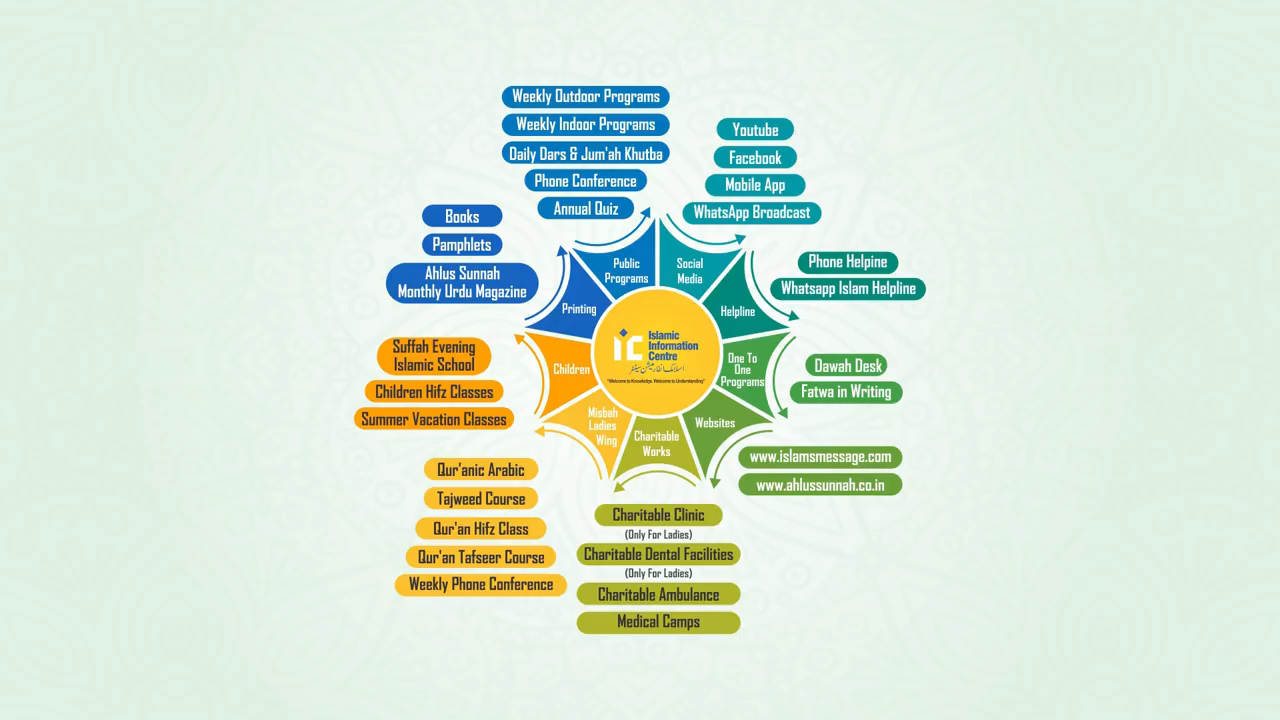 Weekly Outdoor Programs
Weekly Indoor Programs
Daily Dars & Jum'ah Khutba
Phone Conference
Annual Quiz
Youtube
Facebook
Mobile App
WhatsApp Broadcast
Books
Pamphlets
Ahlus Sunnah
Monthly Urdu Magazine
Phone Helpine
Whatsapp Islam Helpline
Public
Programs
Social
Media
Printing
Helpline
Children
One To
One
Programs
Misbah
Ladies
Wing
Charitable
Works
Websites
iC
Islamic
Information
Centre
اسلامک انفارمیشن سینٹر
"Welcome to Knowledge. Welcome to Understanding"
Suffah Evening
Islamic School
Children Hifz Classes
Summer Vacation Classes
Dawah Desk
Fatwa in Writing
www.islamsmessage.com
www.ahlussunnah.co.in
Qur'anic Arabic
Tajweed Course
Qur'an Hifz Class
Qur'an Tafseer Course
Weekly Phone Conference
Charitable Clinic
(Only For Ladies)
Charitable Dental Facilities
(Only For Ladies)
Charitable Ambulance
Medical Camps